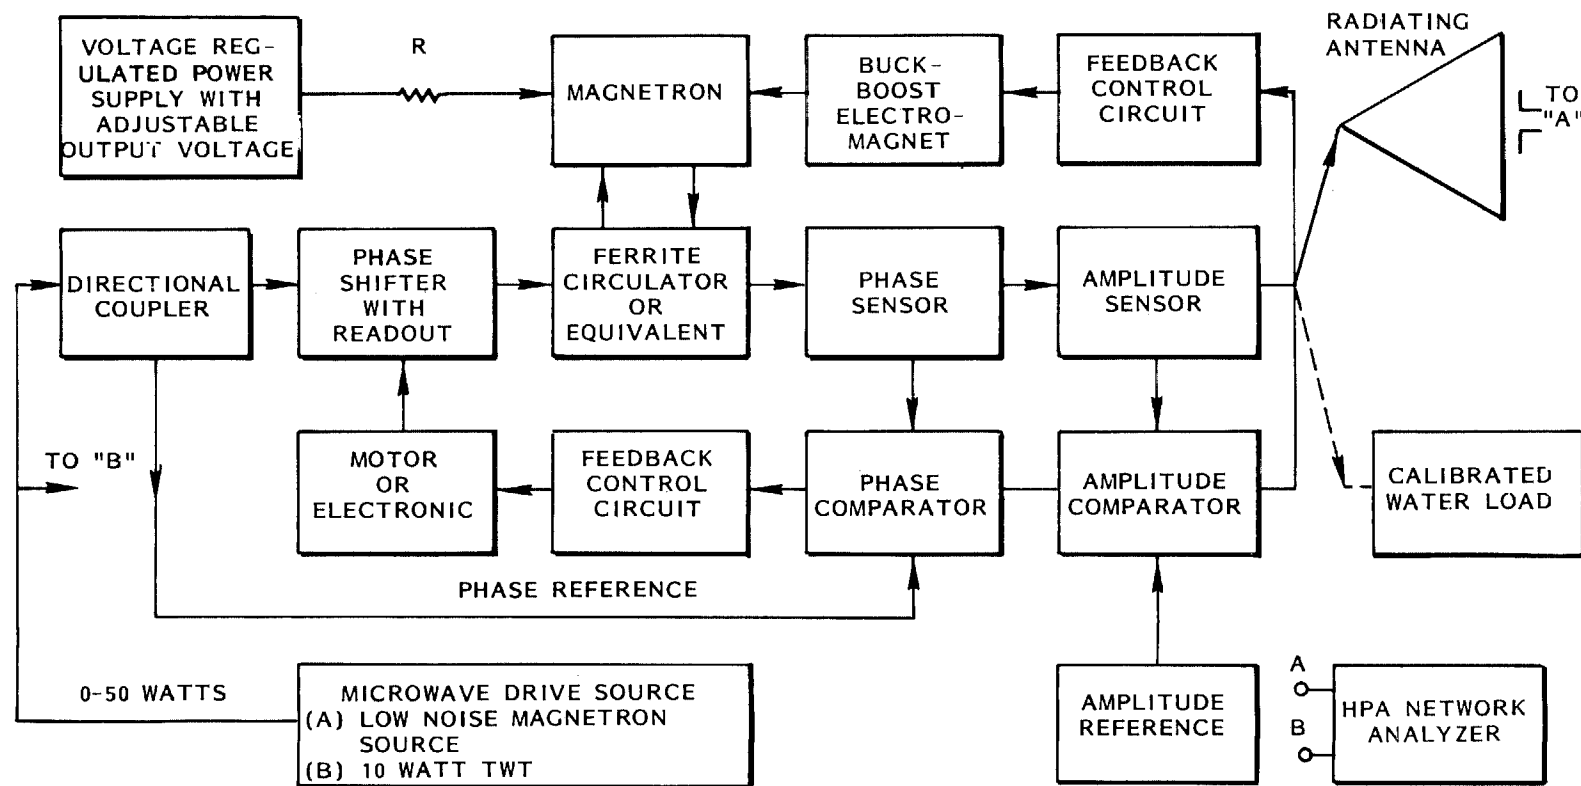 VOLTAGE REG-
ULATED POWER
SUPPLY WITH
ADJUSTABLE
OUTPUT VOLTAGE
R
MAGNETRON
BUCK-
BOOST
ELECTRO-
MAGNET
FEEDBACK
CONTROL
CIRCUIT
RADIATING
ANTENNA
TO
"A"
DIRECTIONAL
COUPLER
PHASE
SHIFTER
WITH
READOUT
FERRITE
CIRCULATOR
OR
EQUIVALENT
PHASE
SENSOR
AMPLITUDE
SENSOR
TO "B"
MOTOR
OR
ELECTRONIC
FEEDBACK
CONTROL
CIRCUIT
PHASE
COMPARATOR
AMPLITUDE
COMPARATOR
CALIBRATED
WATER LOAD
PHASE REFERENCE
0-50 WATTS
MICROWAVE DRIVE SOURCE
(A) LOW NOISE MAGNETRON
SOURCE
(B) 10 WATT TWT
AMPLITUDE
REFERENCE
A
B
HPA NETWORK
ANALYZER